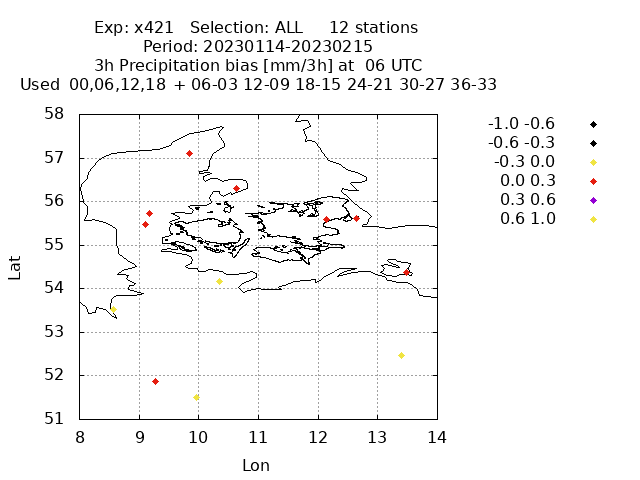 Exp: x421 Selection: ALL 12 stations
Period: 20230114-20230215
3h Precipitation bias [mm/3h] at 06 UTC
Used 00,06,12,18 + 06-03 12-09 18-15 24-21 30-27 36-33
58
57
56
55
54
53
52
51
8 9 10 11 12 13 14
Lat
Lon
-1.0 -0.6
-0.6 -0.3
-0.3 0.0
0.0 0.3
0.3 0.6
0.6 1.0